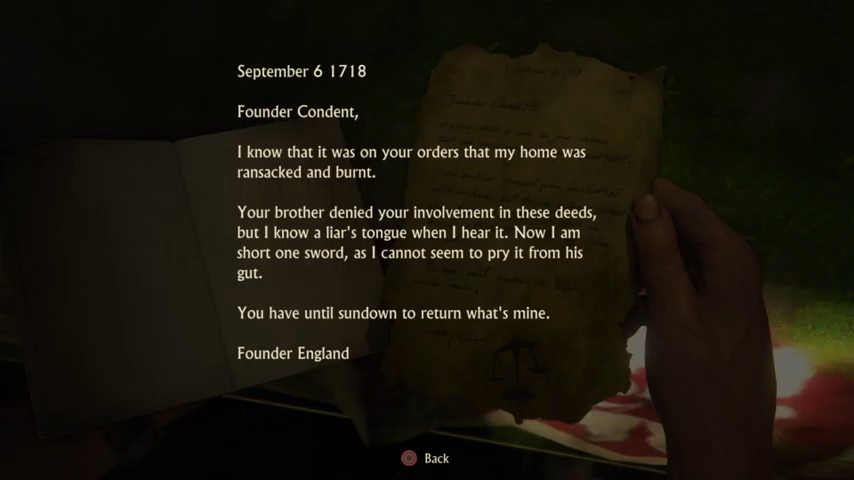 September 6 1718
Founder Condent,
I know that it was on your orders that my home was
ransacked and burnt.
Your brother denied your involvement in these deeds,
but I know a liar's tongue when I hear it. Now I am
short one sword, as I cannot seem to pry it from his
gut.
You have until sundown to return what's mine.
Founder England
Back